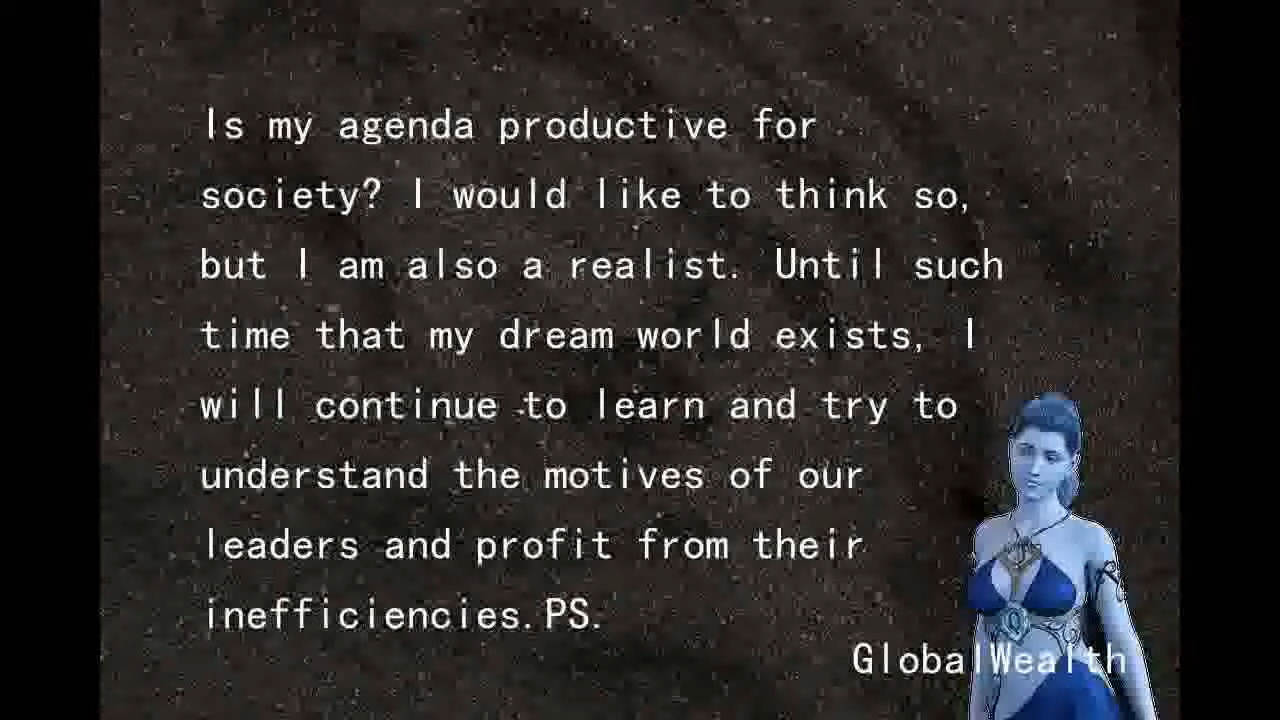 Is my agenda productive for
society? I would like to think so,
but I am also a realist. Until such
time that my dream world exists, I
will continue to learn and try to
understand the motives of our
leaders and profit from their
inefficiencies.PS.
GlobalWealth